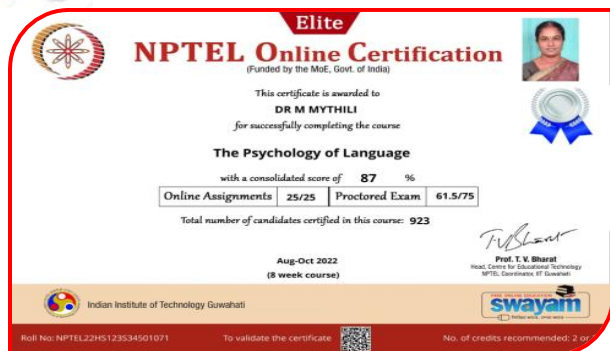 Elite
NPTEL Online Certification
(Funded by the MoE, Govt. of India)
This certificate is awarded to
DR M MYTHILI
for successfully completing the course
The Psychology of Language
with a consolidated score of 87 %
Online Assignments 25/25 Proctored Exam 61.5/75
Total number of candidates certified in this course: 923
Aug-Oct 2022
(8 week course)
Prof. T. V. Bharat
Head, Centre for Educational Technology
NPTEL Coordinator, IIT Guwahati
Indian Institute of Technology Guwahati
FREE ONLINE EDUCATION
swayam
Roll No: NPTEL22HS123534501071
To validate the certificate
No. of credits recommended: 2 or